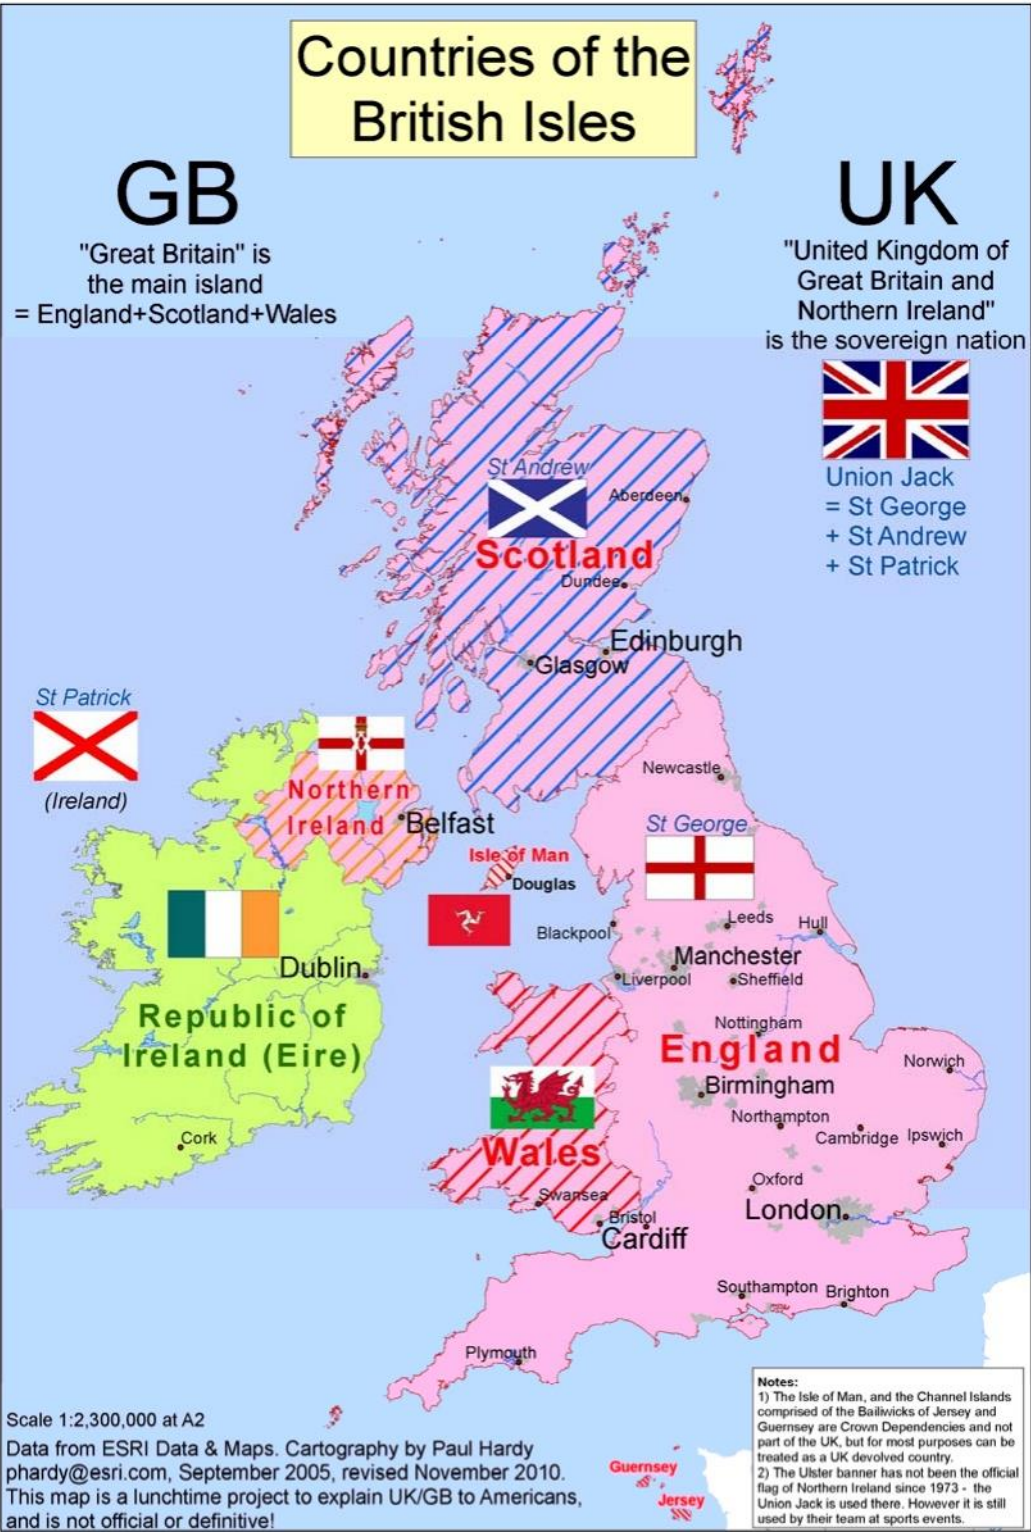 Countries of the
British Isles
GB
"Great Britain" is
the main island
= England+Scotland+Wales
UK
"United Kingdom of
Great Britain and
Northern Ireland"
is the sovereign nation
Union Jack
= St George
+ St Andrew
+ St Patrick
St Andrew
Aberdeen
Scotland
Dundee
Edinburgh
Glasgow
St Patrick
(Ireland)
Northern
Ireland
Belfast
Newcastle
St George
Isle of Man
Douglas
Blackpool
Leeds
Hull
Manchester
Liverpool
Sheffield
Dublin
Republic of
Ireland (Eire)
Cork
Nottingham
England
Norwich
Birmingham
Northampton
Cambridge
Ipswich
Wales
Swansea
Oxford
London
Bristol
Cardiff
Southampton
Brighton
Plymouth
Guernsey
Jersey
Scale 1:2,300,000 at A2
Data from ESRI Data & Maps. Cartography by Paul Hardy
phardy@esri.com, September 2005, revised November 2010.
This map is a lunchtime project to explain UK/GB to Americans,
and is not official or definitive!
Notes:
1) The Isle of Man, and the Channel Islands
comprised of the Bailiwicks of Jersey and
Guernsey are Crown Dependencies and not
part of the UK, but for most purposes can be
treated as a UK devolved country.
2) The Ulster banner has not been the official
flag of Northern Ireland since 1973 - the
Union Jack is used there. However it is still
used by their team at sports events.